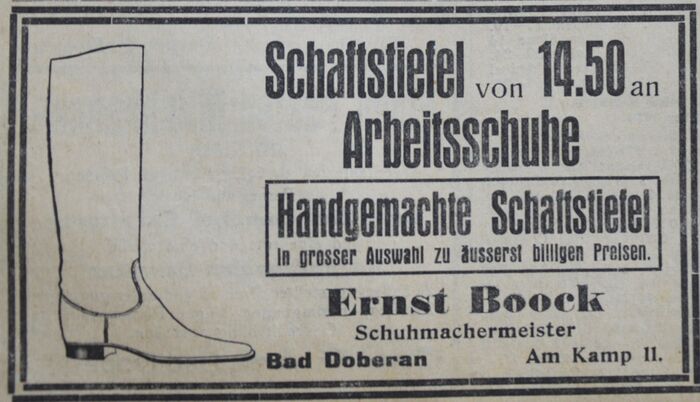 Schaftstiefel von 14.50 an
Arbeitsschuhe
Handgemachte Schaftstiefel
in grosser Auswahl zu äusserst billigen Preisen.
Ernst Boock
Schuhmachermeister
Bad Doberan Am Kamp 11.